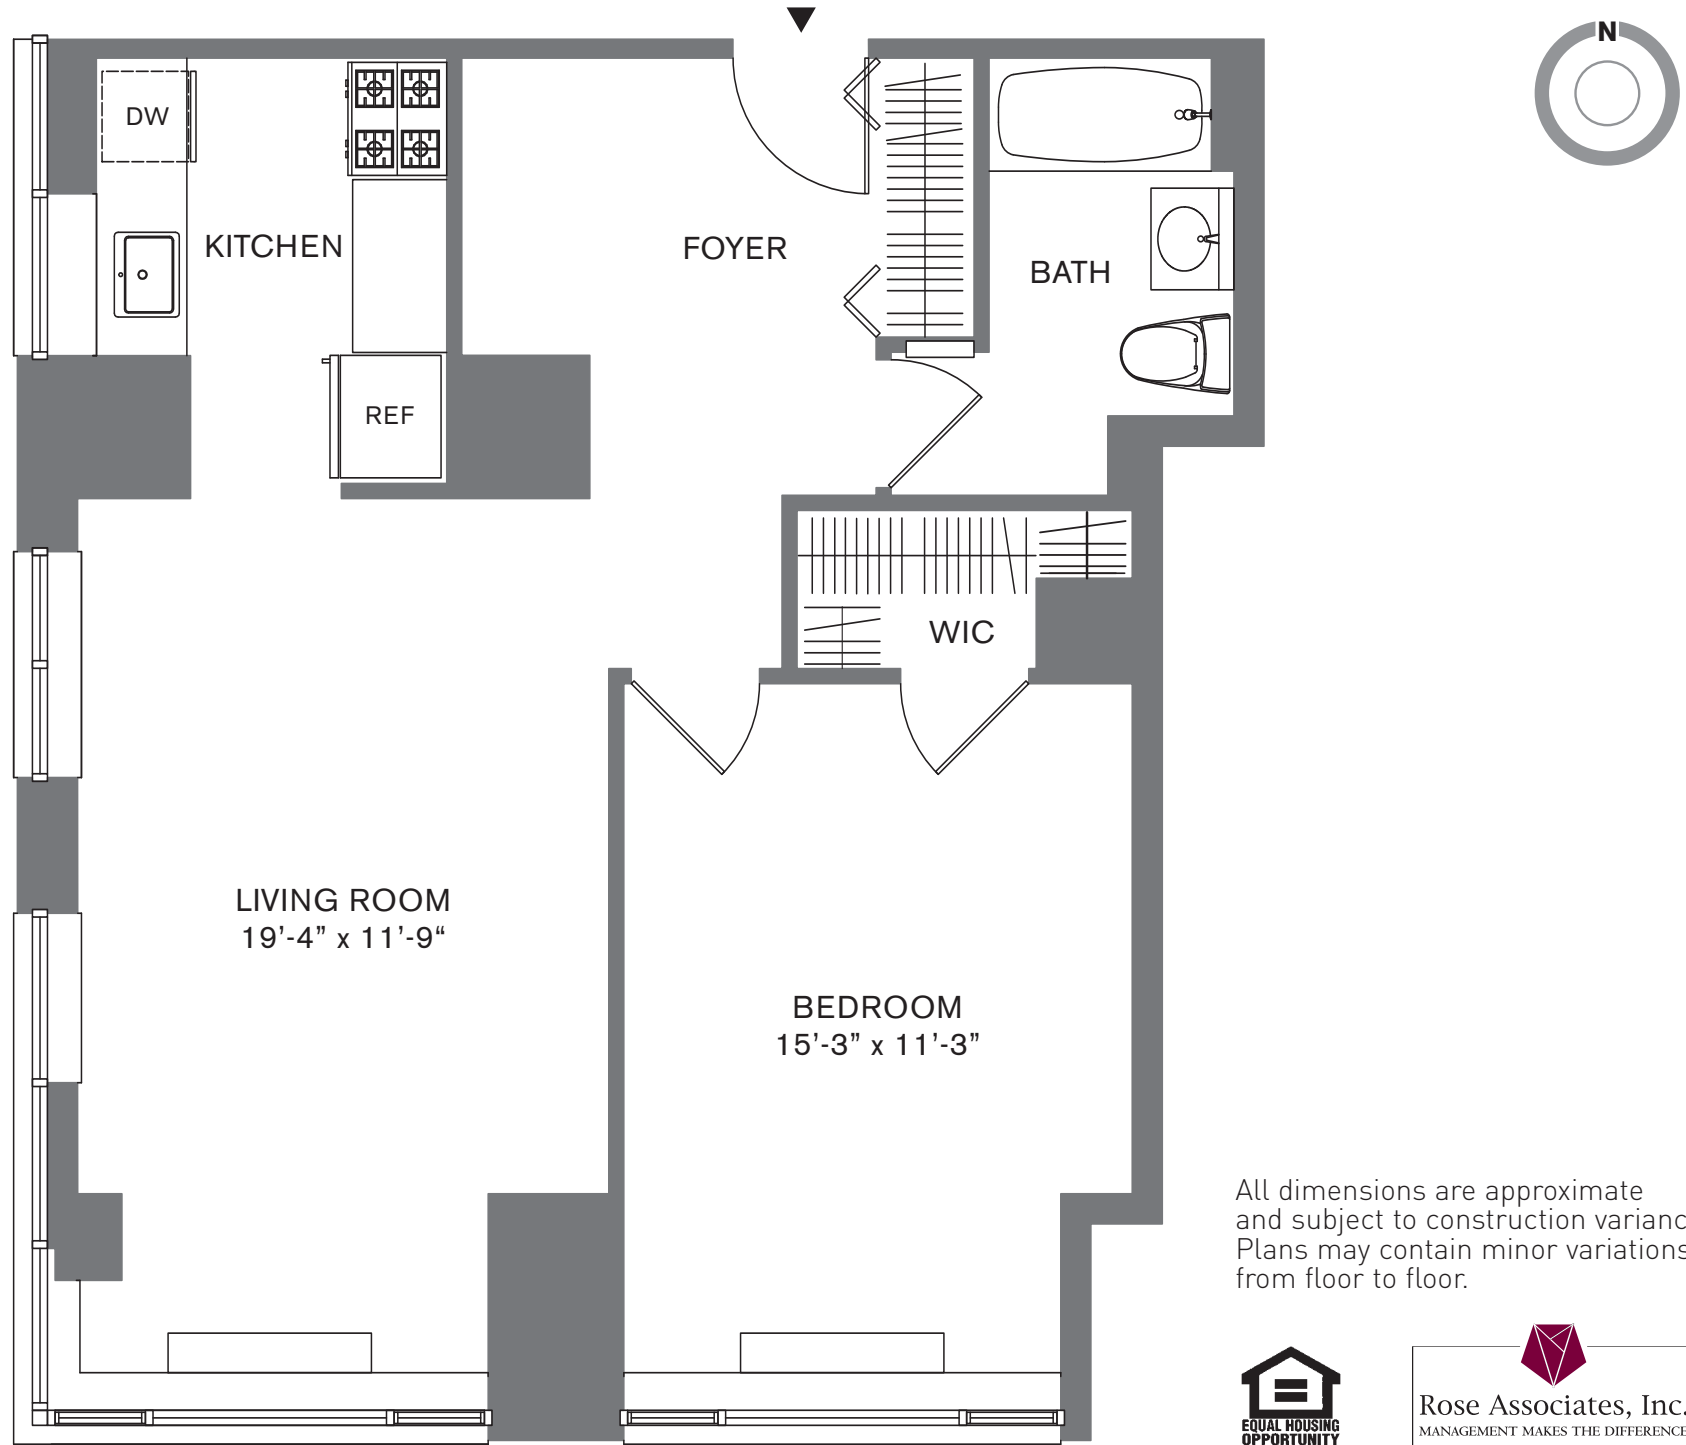 N
DW
KITCHEN
FOYER
BATH
REF
WIC
LIVING ROOM
19’-4” x 11’-9“
BEDROOM
15’-3” x 11’-3”
All dimensions are approximate
and subject to construction varianc
Plans may contain minor variations
from floor to floor.
EQUAL HOUSING
OPPORTUNITY
Rose Associates, Inc.
MANAGEMENT MAKES THE DIFFERENCE